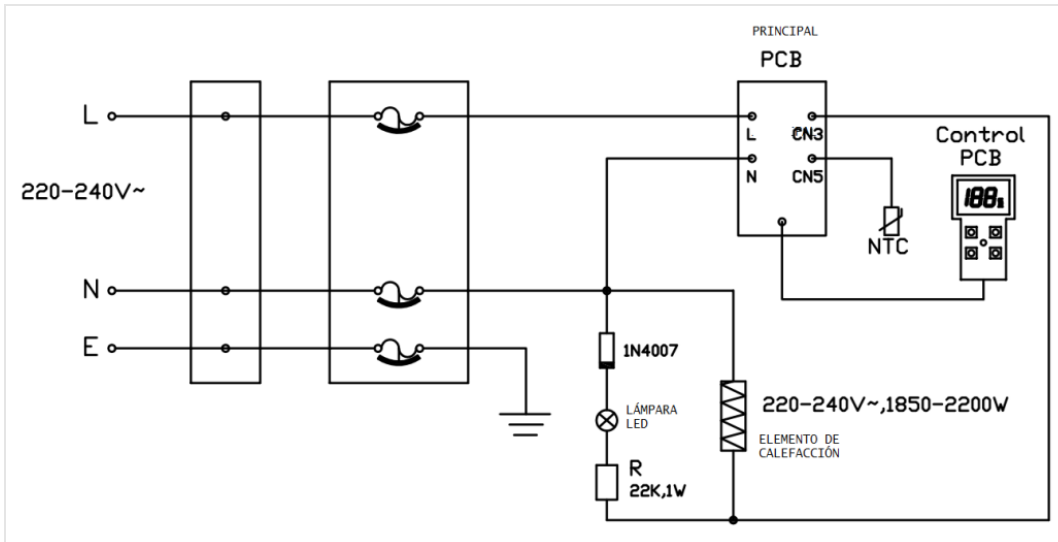 PRINCIPAL
PCB
L
L
CN3
N
CN5
Control
PCB
188
220-240V~
NTC
N
E
1N4007
LÁMPARA
LED
220-240V~,1850-2200W
ELEMENTO DE
CALEFACCIÓN
R
22K,1W